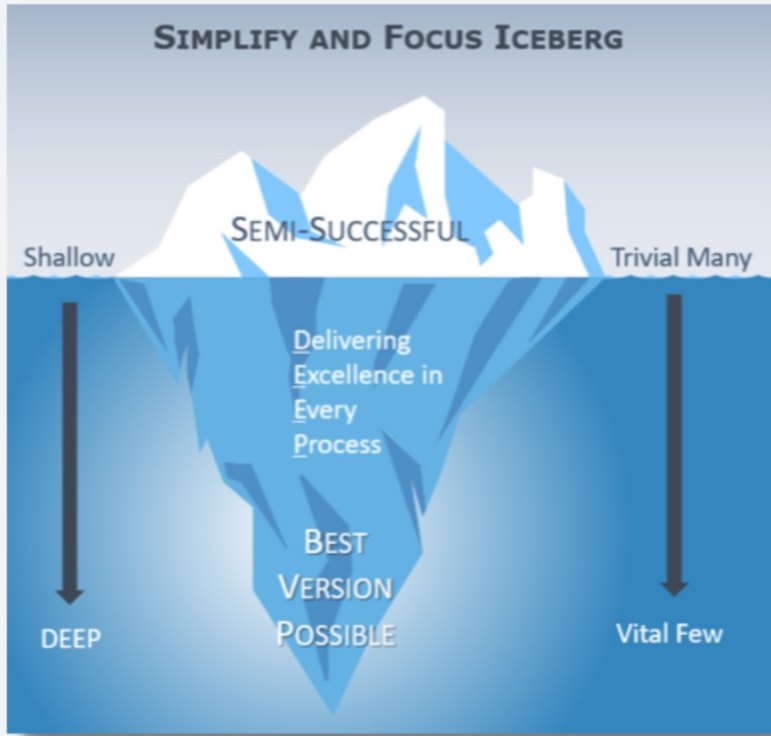 SIMPLIFY AND FOCUS ICEBERG
SEMI-SUCCESSFUL
Shallow
Trivial Many
Delivering
Excellence in
Every
Process
BEST
VERSION
POSSIBLE
DEEP
Vital Few